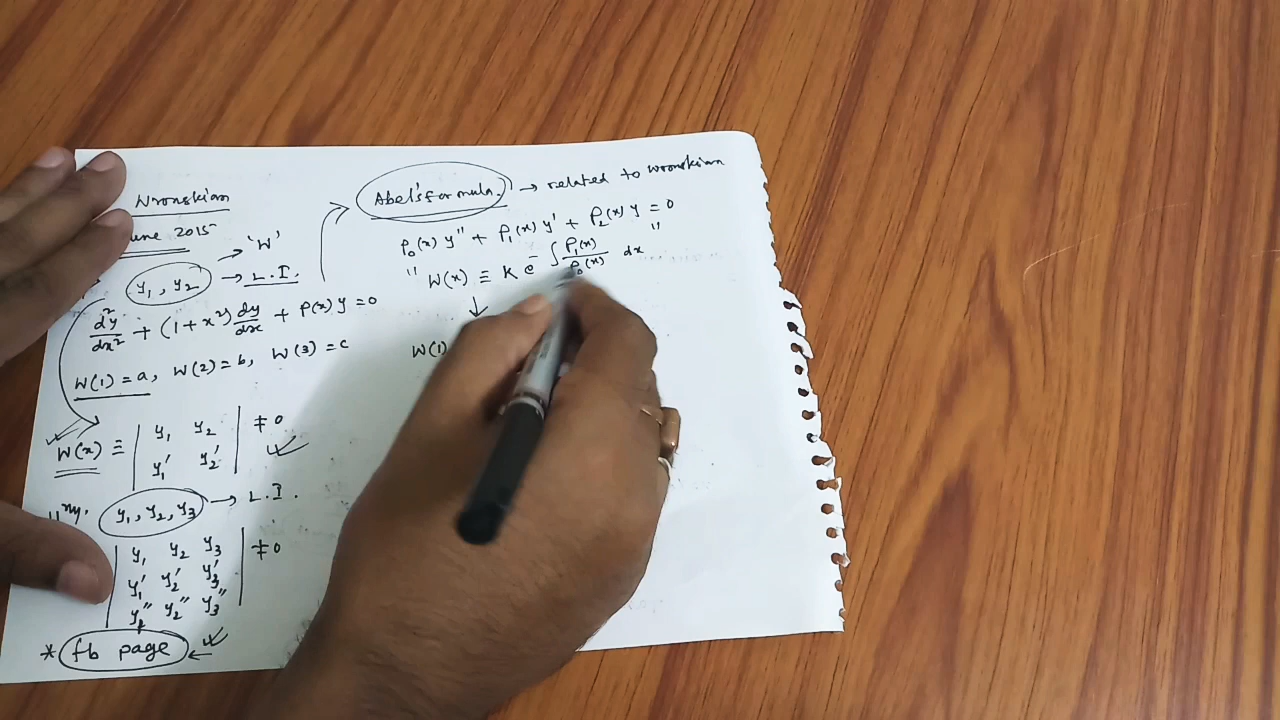 Wronskian
June 2015
'W'
y₁, y₂ → L.I.
d²y/dx² + (1+x²) dy/dx + P(x) y = 0
W(1) = a, W(2) = b, W(3) = c
W(x) ≡ | y₁ y₂ | ≠ 0
| y₁' y₂' |
y₁, y₂, y₃ → L.I.
| y₁ y₂ y₃ | ≠ 0
| y₁' y₂' y₃' |
| y₁'' y₂'' y₃'' |
* fb page ←
Abel's formula. → related to Wronskian
P₀(x) y'' + P₁(x) y' + P₂(x) y = 0
" W(x) ≡ K e^-∫ P₁(x)/P₀(x) dx "
W(1)